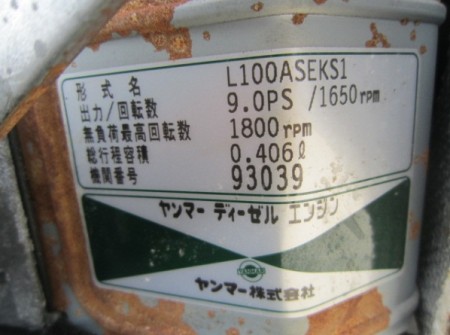 形式名 L100ASEKS1
出力/回転数 9.0PS /1650rpm
無負荷最高回転数 1800rpm
総行程容積 0.406ℓ
機関番号 93039
ヤンマー ディーゼル エンジン
ヤンマー株式会社